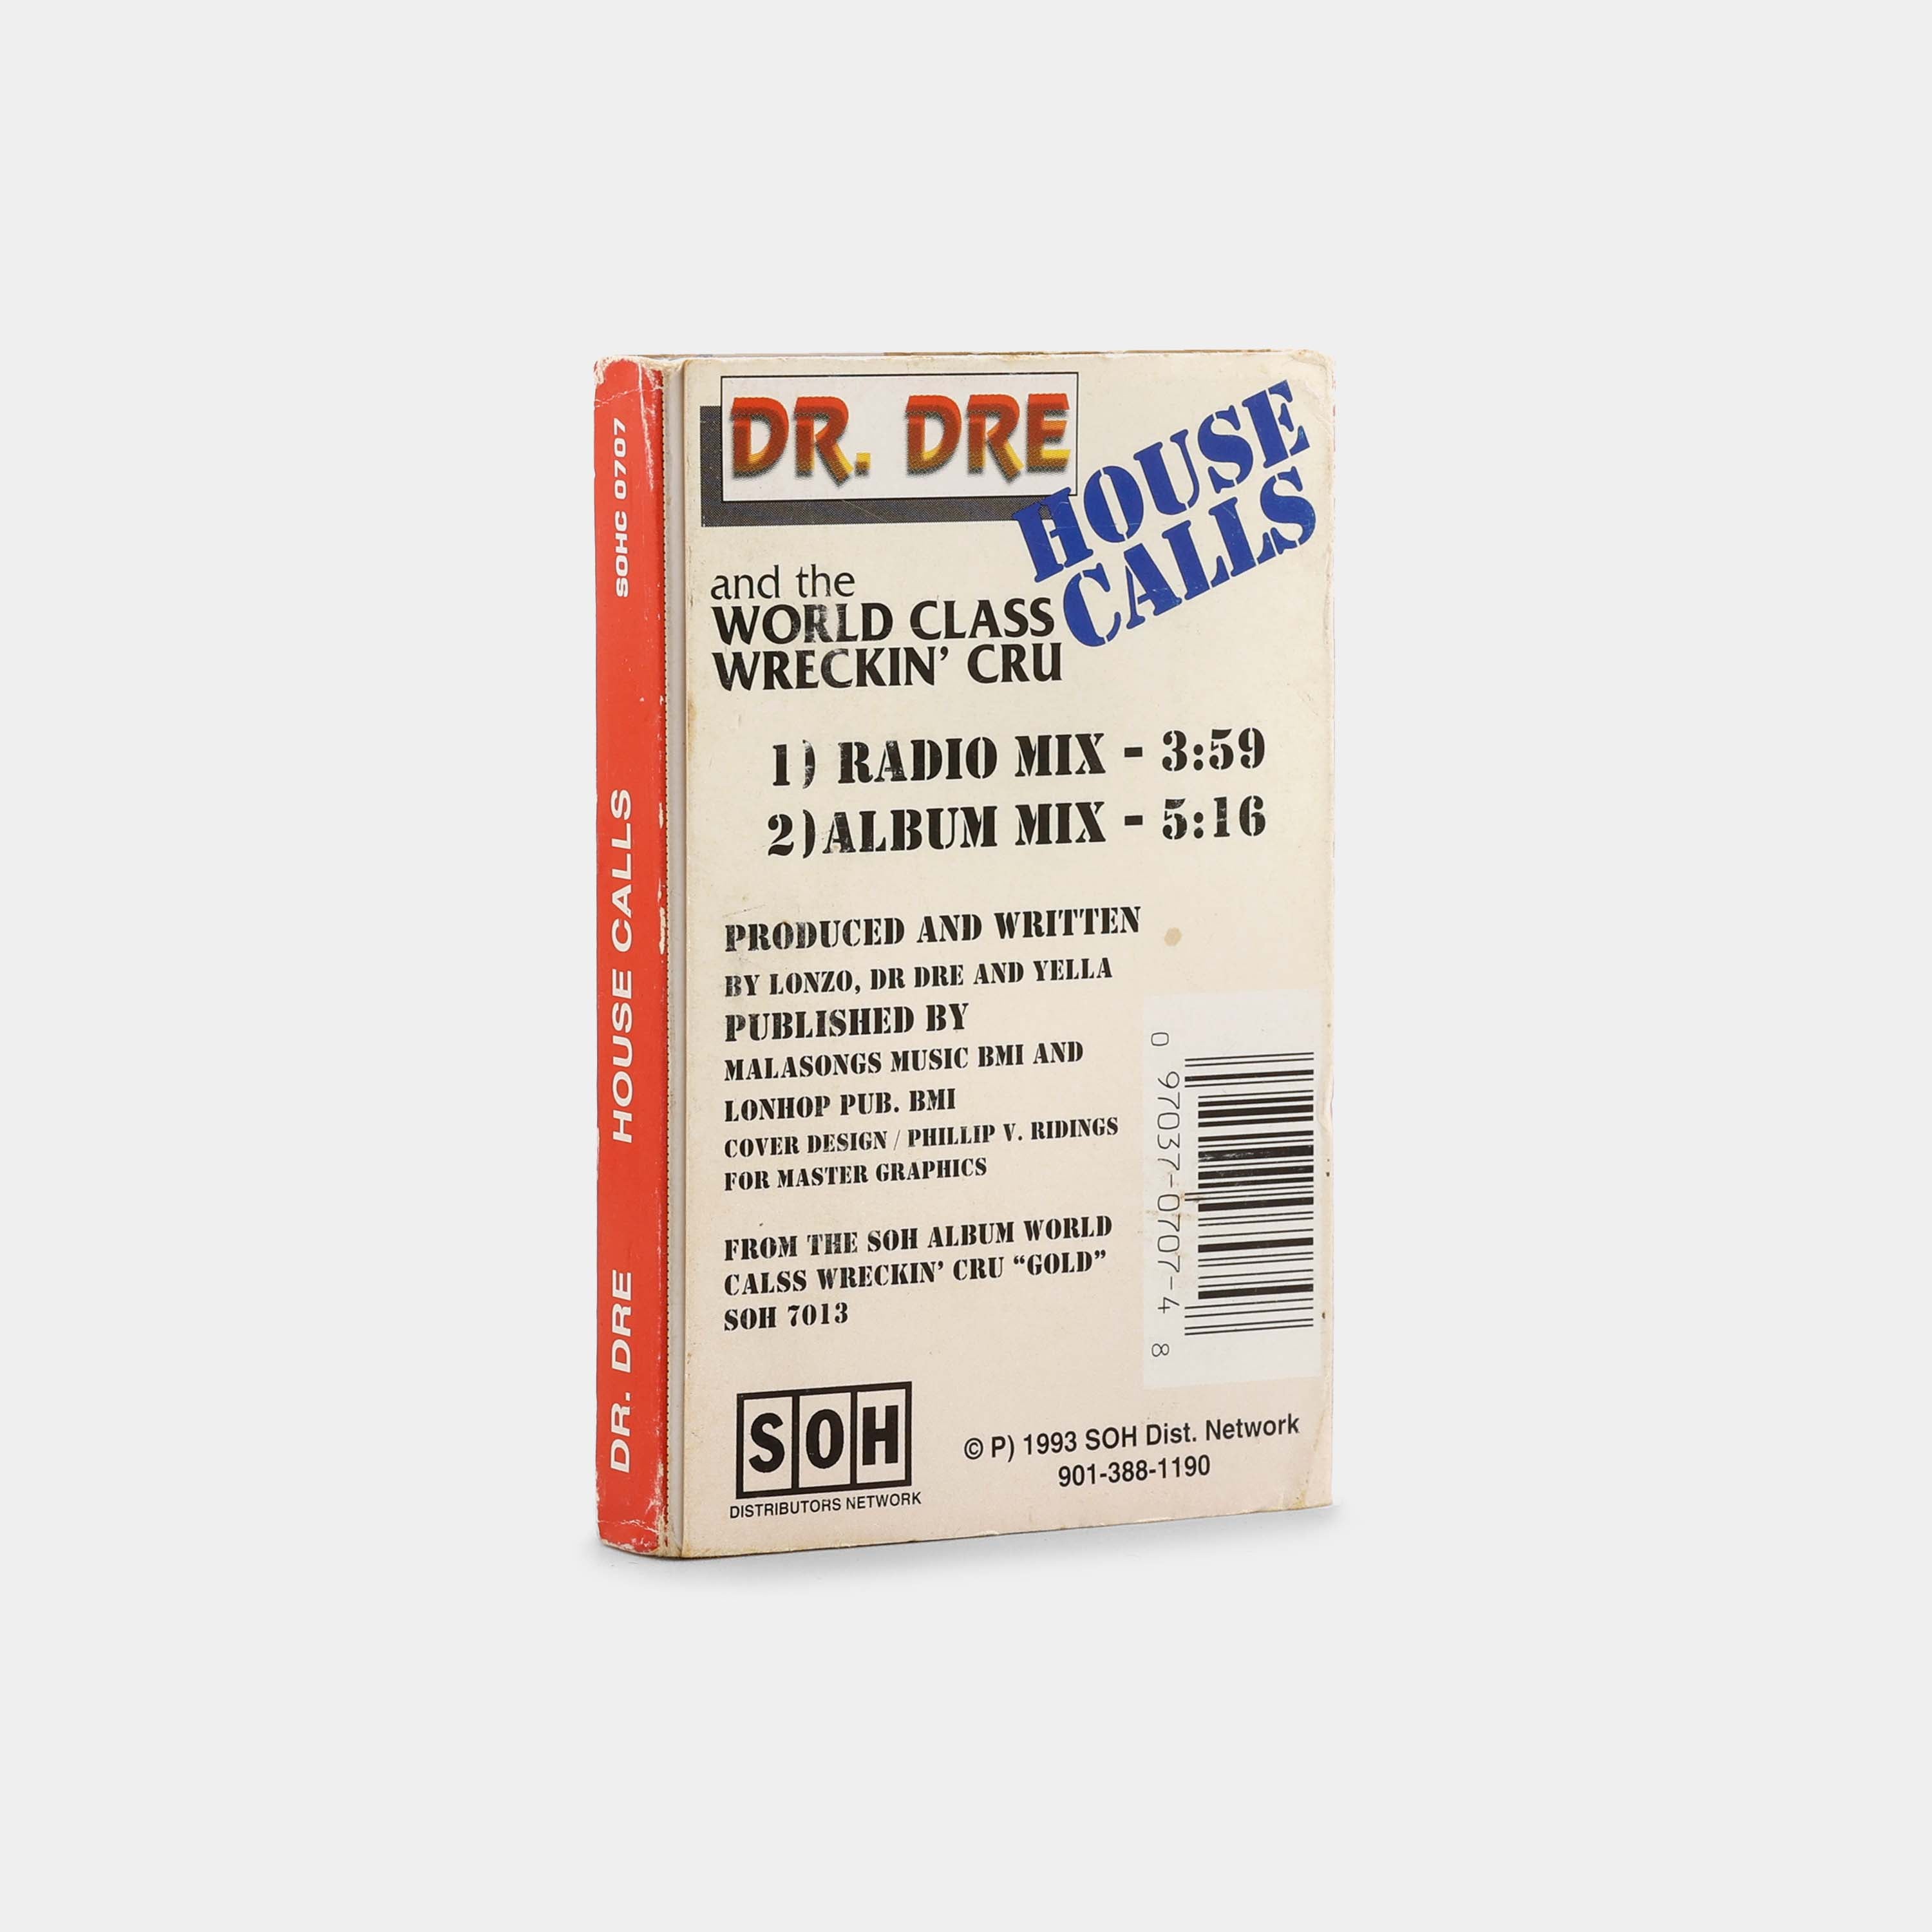 SOHC 0707
HOUSE CALLS
DR. DRE
DR. DRE
HOUSE
CALLS
and the
WORLD CLASS
WRECKIN' CRU
1) RADIO MIX - 3:59
2) ALBUM MIX - 5:16
PRODUCED AND WRITTEN
BY LONZO, DR DRE AND YELLA
PUBLISHED BY
MALASONGS MUSIC BMI AND
LONHOP PUB. BMI
COVER DESIGN / PHILLIP V. RIDINGS
FOR MASTER GRAPHICS
FROM THE SOH ALBUM WORLD
CALSS WRECKIN' CRU “GOLD”
SOH 7013
0 97037-0707-4 8
SOH
DISTRIBUTORS NETWORK
© P) 1993 SOH Dist. Network
901-388-1190